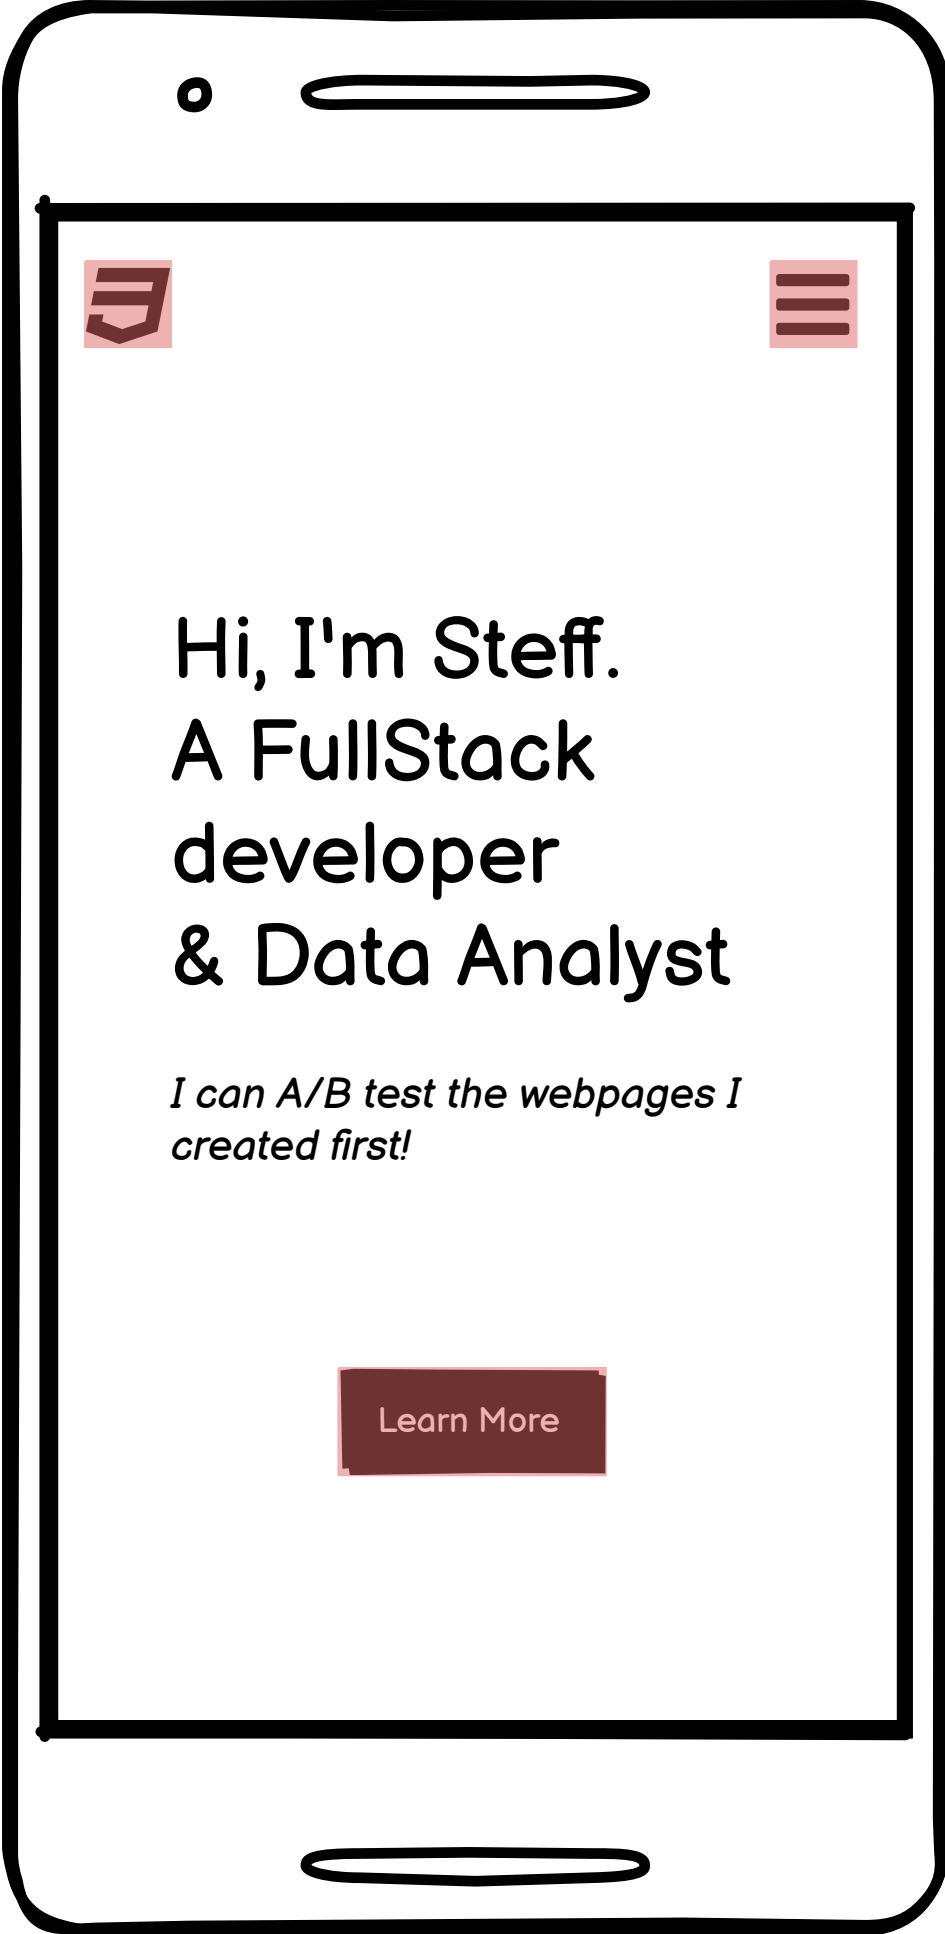 Hi, I'm Steff.
A FullStack
developer
& Data Analyst
I can A/B test the webpages I
created first!
Learn More